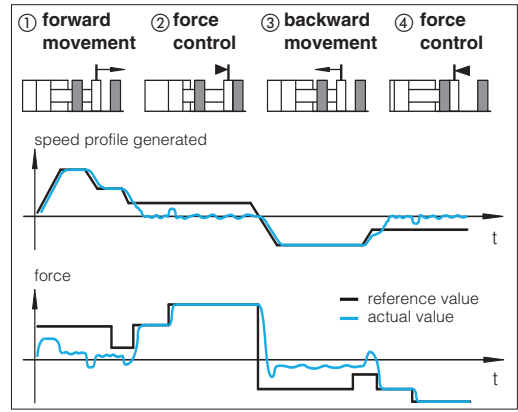 ① forward movement
② force control
③ backward movement
④ force control
speed profile generated
t
force
reference value
actual value
t